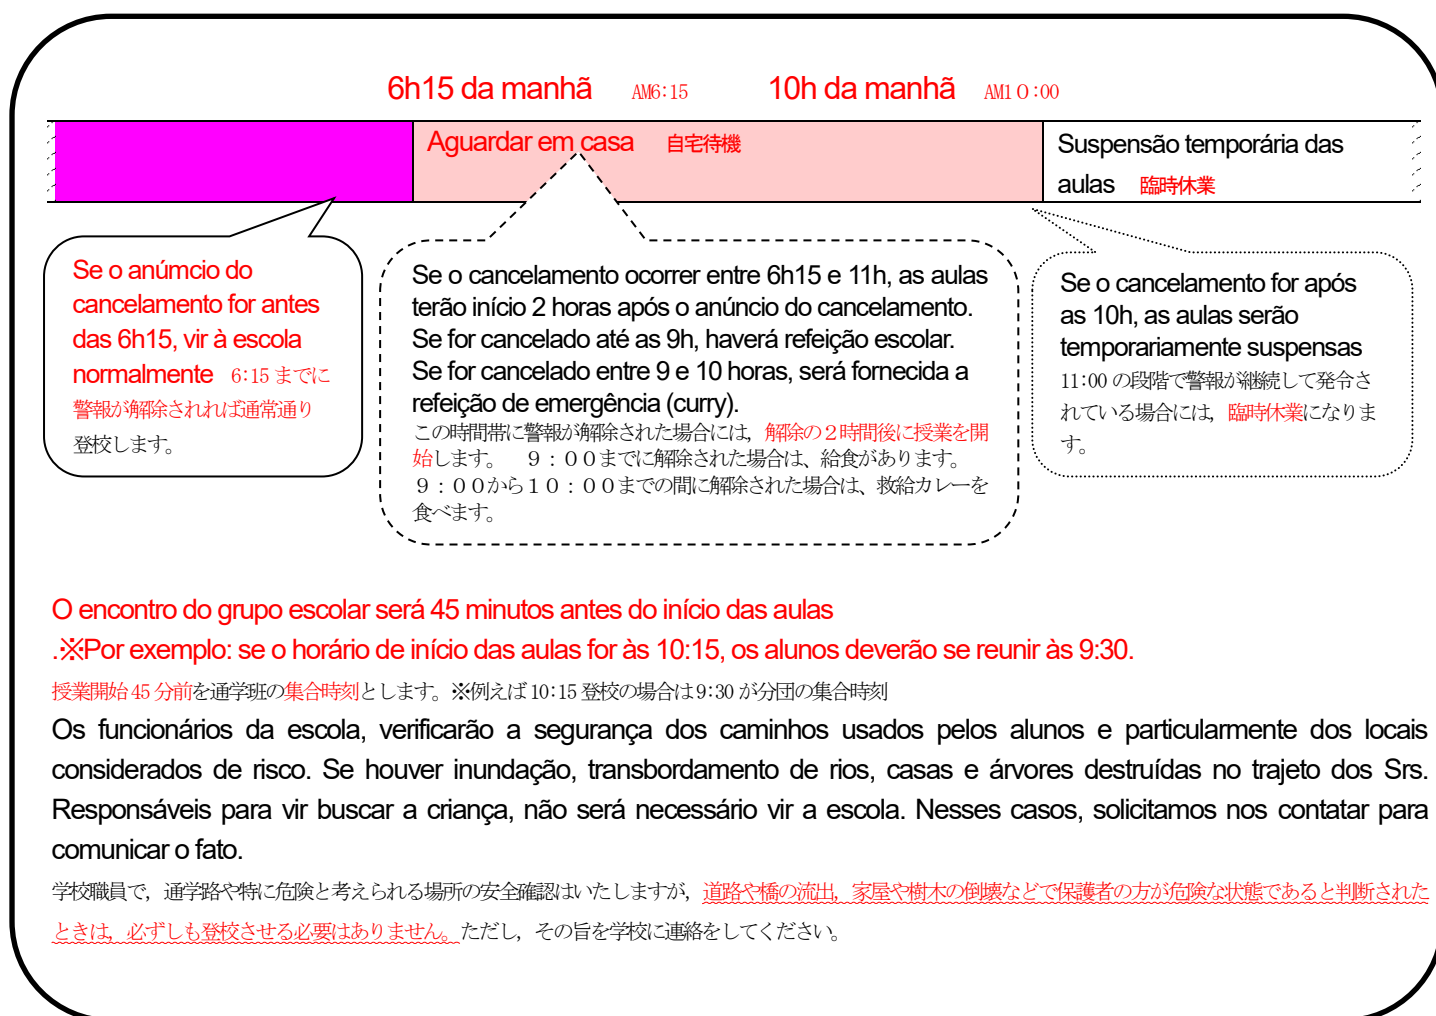 6h15 da manhã AM6:15 10h da manhã AM1０:00
Aguardar em casa 自宅待機
Suspensão temporária das
aulas 臨時休業
Se o anúmcio do
cancelamento for antes
das 6h15, vir à escola
normalmente 6:15 までに
警報が解除されれば通常通り
登校します。
Se o cancelamento ocorrer entre 6h15 e 11h, as aulas
terão início 2 horas após o anúncio do cancelamento.
Se for cancelado até as 9h, haverá refeição escolar.
Se for cancelado entre 9 e 10 horas, será fornecida a
refeição de emergência (curry).
この時間帯に警報が解除された場合には，解除の２時間後に授業を開
始します。 ９：００までに解除された場合は、給食があります。
９：００から１０：００までの間に解除された場合は、救給カレーを
食べます。
Se o cancelamento for após
as 10h, as aulas serão
temporariamente suspensas
11:00 の段階で警報が継続して発令さ
れている場合には，臨時休業になりま
す。
O encontro do grupo escolar será 45 minutos antes do início das aulas
.※Por exemplo: se o horário de início das aulas for às 10:15, os alunos deverão se reunir às 9:30.
授業開始 45 分前を通学班の集合時刻とします。※例えば 10:15 登校の場合は 9:30 が分団の集合時刻
Os funcionários da escola, verificarão a segurança dos caminhos usados pelos alunos e particularmente dos locais
considerados de risco. Se houver inundação, transbordamento de rios, casas e árvores destruídas no trajeto dos Srs.
Responsáveis para vir buscar a criança, não será necessário vir a escola. Nesses casos, solicitamos nos contatar para
comunicar o fato.
学校職員で，通学路や特に危険と考えられる場所の安全確認はいたしますが，道路や橋の流出，家屋や樹木の倒壊などで保護者の方が危険な状態であると判断された
ときは，必ずしも登校させる必要はありません。ただし，その旨を学校に連絡をしてください。